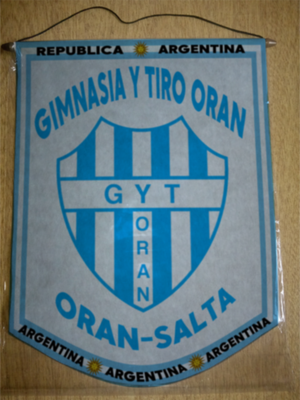 REPUBLICA ARGENTINA
GIMNASIA Y TIRO ORAN
GYT
ORAN
ORAN-SALTA
ARGENTINA ARGENTINA ARGENTINA